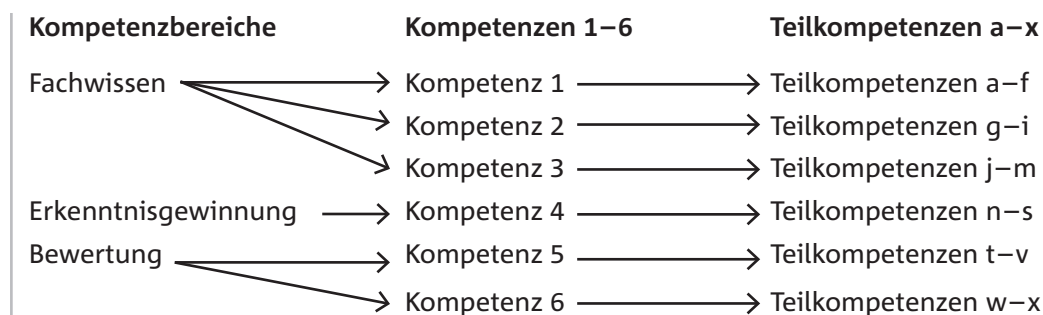 Kompetenzbereiche Kompetenzen 1–6 Teilkompetenzen a–x
Fachwissen Kompetenz 1 Teilkompetenzen a–f
Kompetenz 2 Teilkompetenzen g–i
Kompetenz 3 Teilkompetenzen j–m
Erkenntnisgewinnung Kompetenz 4 Teilkompetenzen n–s
Bewertung Kompetenz 5 Teilkompetenzen t–v
Kompetenz 6 Teilkompetenzen w–x